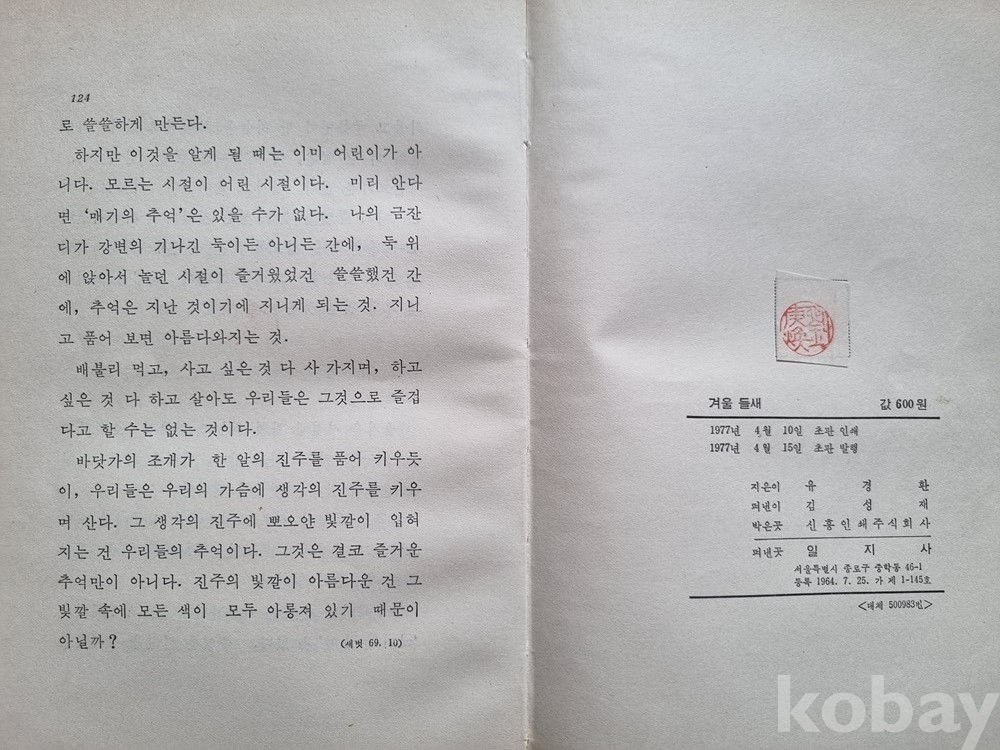 124
로 쓸쓸하게 만든다.
하지만 이것을 알게 될 때는 이미 어린이가 아
니다. 모르는 시절이 어린 시절이다. 미리 안다
면 ‘매기의 추억’은 있을 수가 없다. 나의 금잔
디가 강변의 기나긴 둑이든 아니든 간에, 둑 위
에 앉아서 놀던 시절이 즐거웠었건 쓸쓸했건 간
에, 추억은 지난 것이기에 지니게 되는 것. 지니
고 품어 보면 아름다와지는 것.
배불리 먹고, 사고 싶은 것 다 사 가지며, 하고
싶은 것 다 하고 살아도 우리들은 그것으로 즐겁
다고 할 수는 없는 것이다.
바닷가의 조개가 한 알의 진주를 품어 키우듯
이, 우리들은 우리의 가슴에 생각의 진주를 키우
며 산다. 그 생각의 진주에 뽀오얀 빛깔이 입혀
지는 건 우리들의 추억이다. 그것은 결코 즐거운
추억만이 아니다. 진주의 빛깔이 아름다운 건 그
빛깔 속에 모든 색이 모두 아롱져 있기 때문이
아닐까?
(새벗 69. 10)
겨울 들새 값 600원
1977년 4월 10일 초판 인쇄
1977년 4월 15일 초판 발행
지은이 유경환
펴낸이 김성재
박은곳 신흥인쇄주식회사
펴낸곳 일지사
서울특별시 종로구 중학동 46-1
등록 1964. 7. 25. 가 제 1-145호
<대체 500983번>
kobay